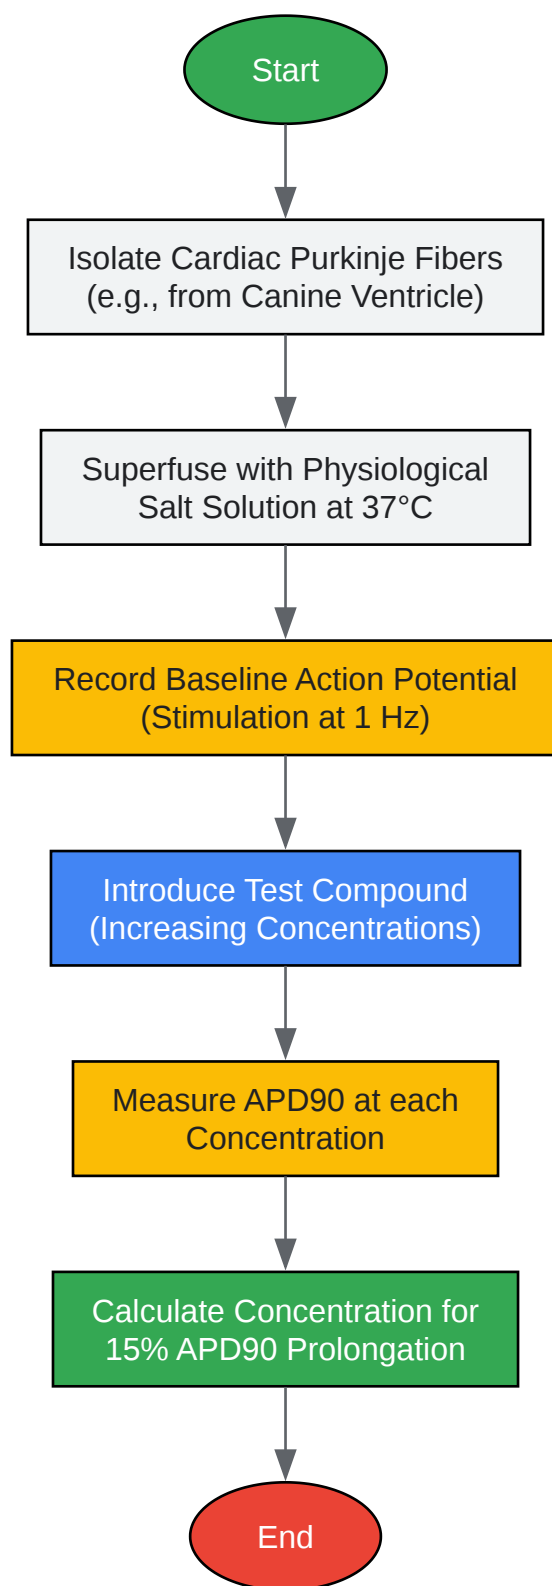 Start
Isolate Cardiac Purkinje Fibers
(e.g., from Canine Ventricle)
Superfuse with Physiological
Salt Solution at 37°C
Record Baseline Action Potential
(Stimulation at 1 Hz)
Introduce Test Compound
(Increasing Concentrations)
Measure APD90 at each
Concentration
Calculate Concentration for
15% APD90 Prolongation
End